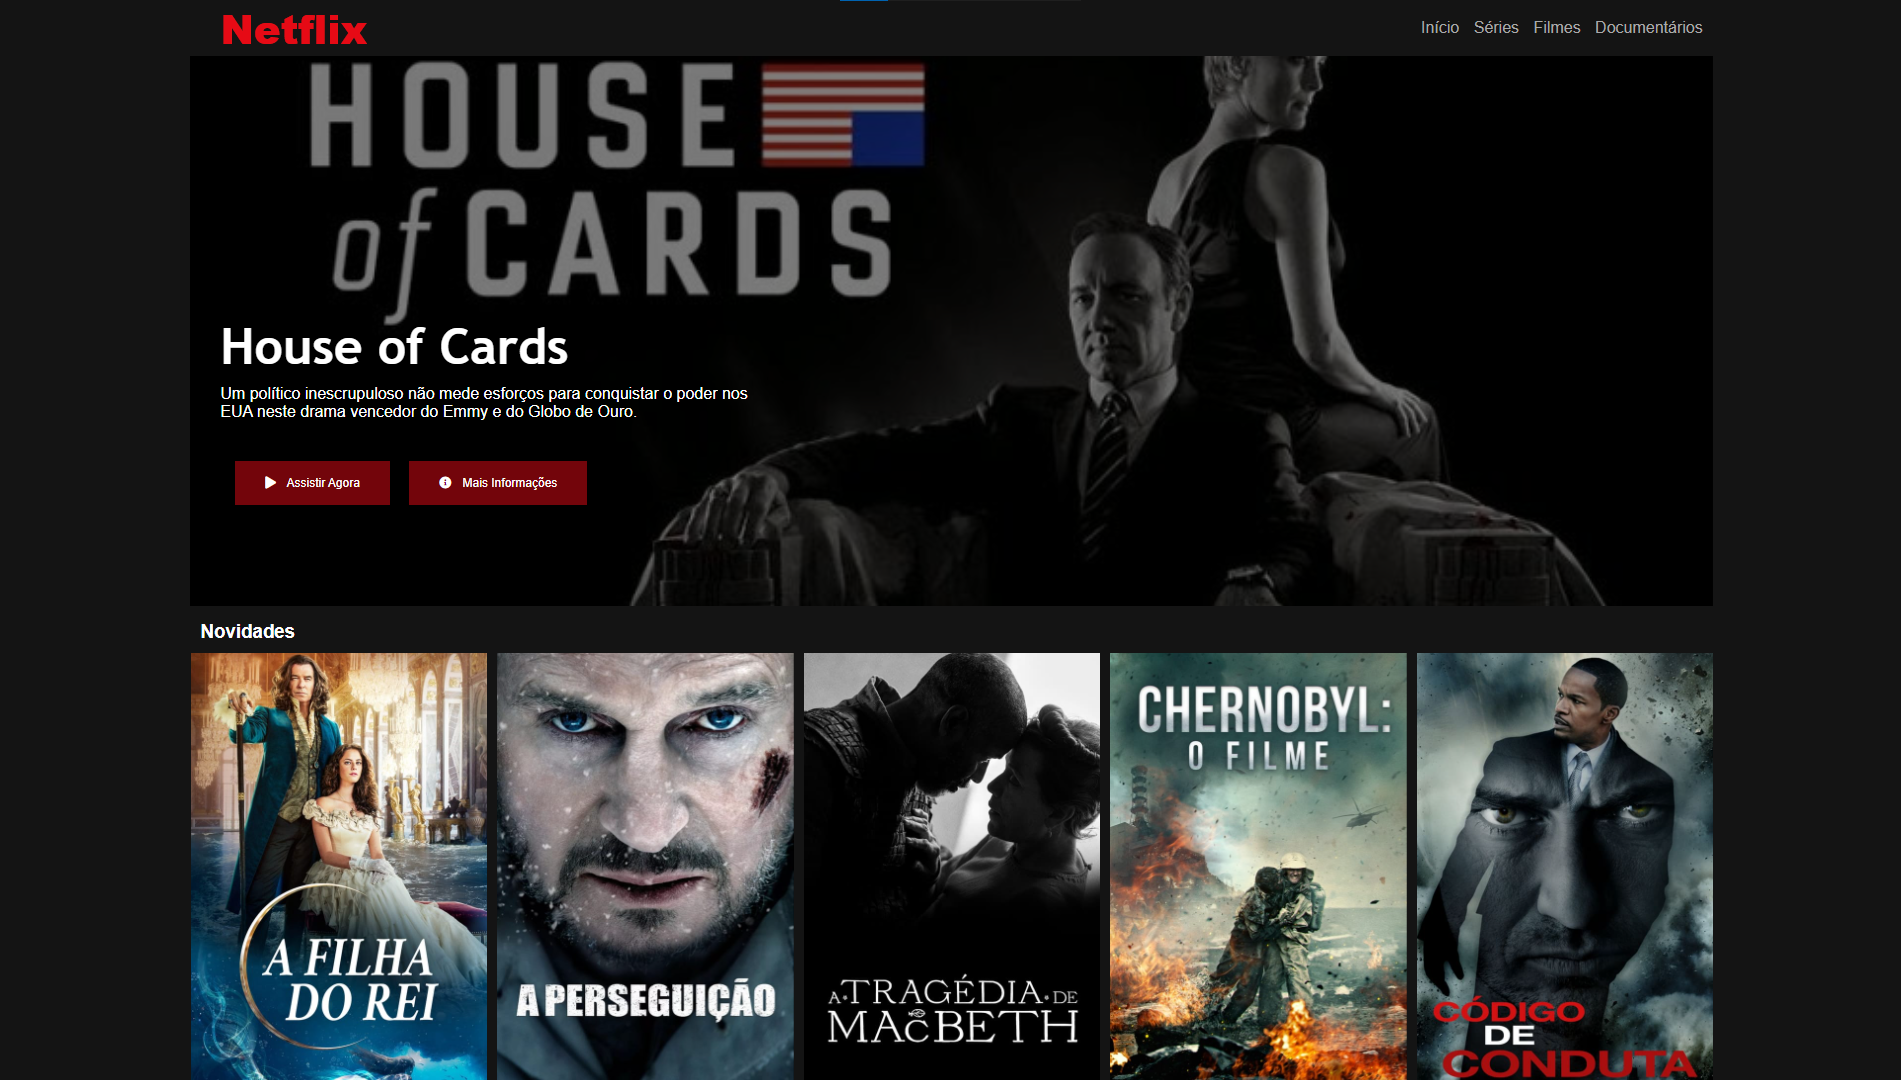 Netflix
Início Séries Filmes Documentários
HOUSE
of CARDS
House of Cards
Um político inescrupuloso não mede esforços para conquistar o poder nos
EUA neste drama vencedor do Emmy e do Globo de Ouro.
Assistir Agora Mais Informações
Novidades
A FILHA
DO REI
A PERSEGUIÇÃO
A TRAGÉDIA DE
MACBETH
CHERNOBYL:
O FILME
CÓDIGO
DE
CONDUTA